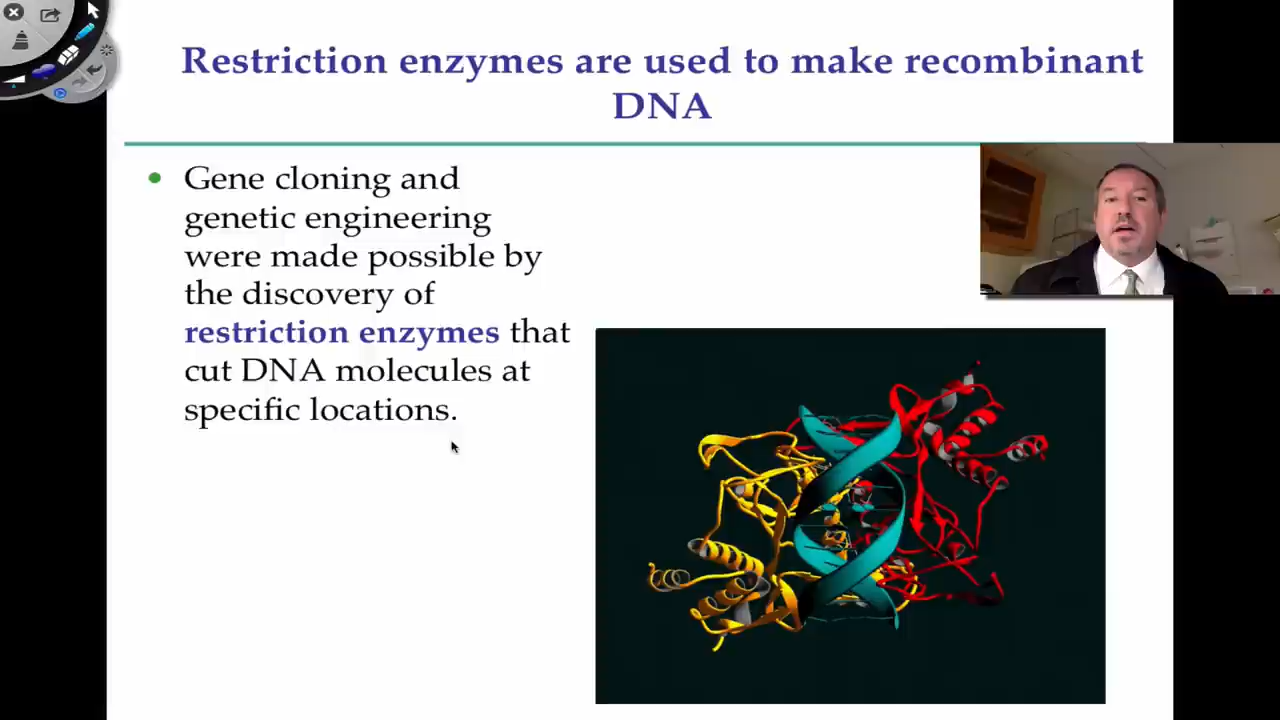 Restriction enzymes are used to make recombinant
DNA
Gene cloning and
genetic engineering
were made possible by
the discovery of
restriction enzymes that
cut DNA molecules at
specific locations.